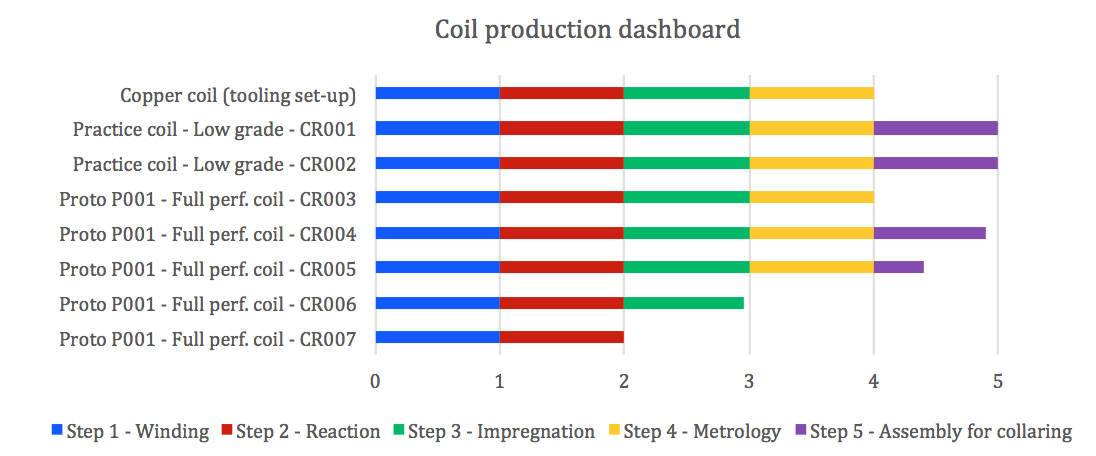 Coil production dashboard
Copper coil (tooling set-up)
Practice coil - Low grade - CR001
Practice coil - Low grade - CR002
Proto P001 - Full perf. coil - CR003
Proto P001 - Full perf. coil - CR004
Proto P001 - Full perf. coil - CR005
Proto P001 - Full perf. coil - CR006
Proto P001 - Full perf. coil - CR007
0 1 2 3 4 5
Step 1 - Winding Step 2 - Reaction Step 3 - Impregnation Step 4 - Metrology Step 5 - Assembly for collaring